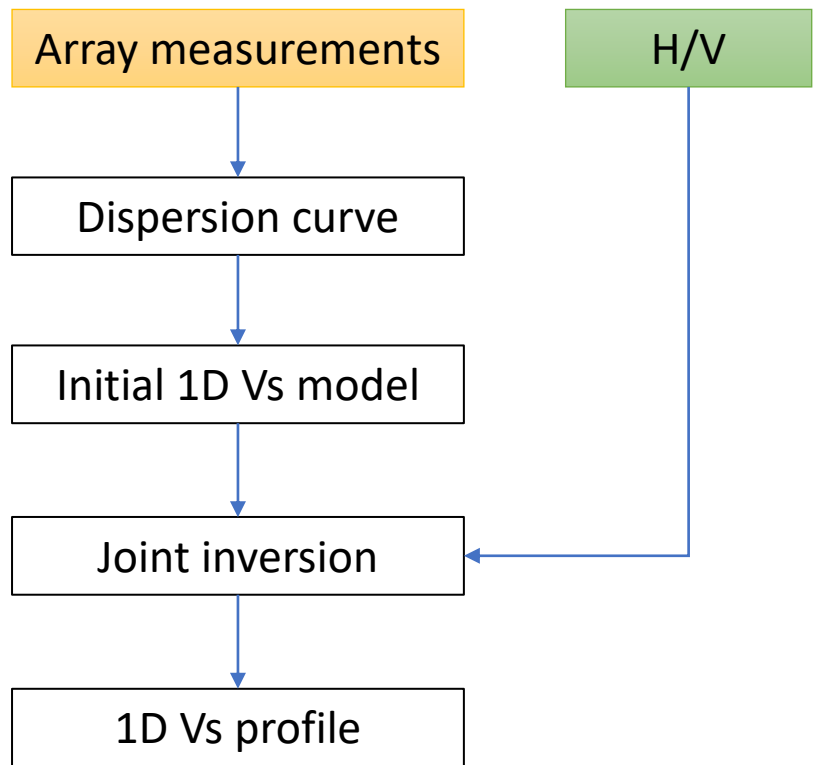 Array measurements
H/V
Dispersion curve
Initial 1D Vs model
Joint inversion
1D Vs profile